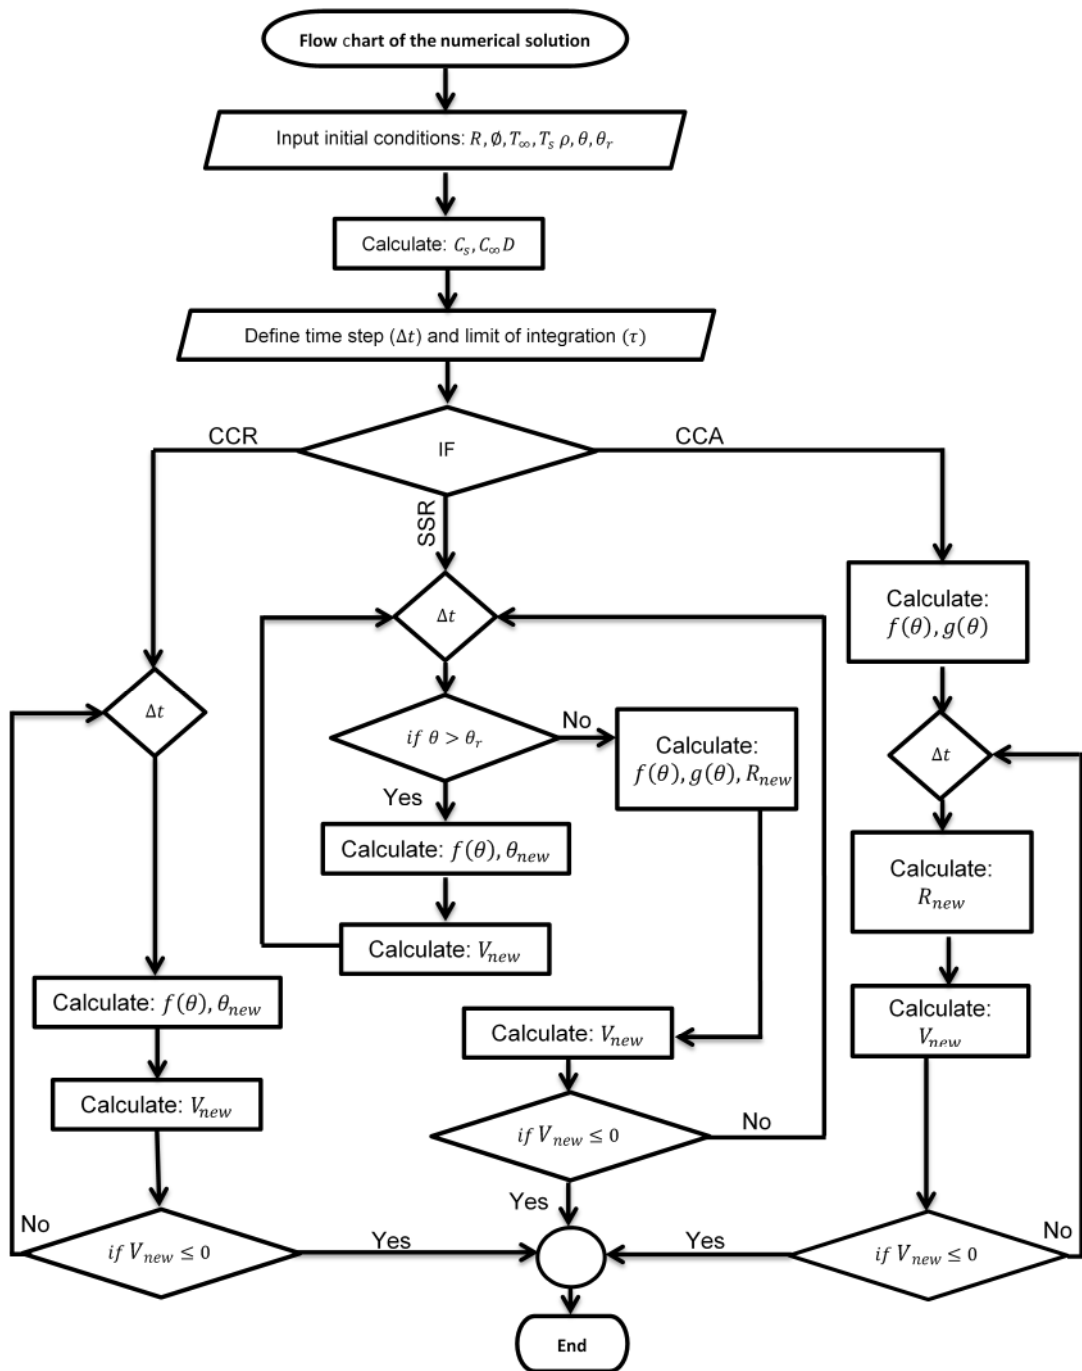 Flow chart of the numerical solution
Input initial conditions: R, ∅, T∞, Ts ρ, θ, θr
Calculate: Cs, C∞ D
Define time step (Δt) and limit of integration (τ)
IF
CCR
SSR
CCA
Δt
Calculate: f(θ), θnew
Calculate: Vnew
if Vnew ≤ 0
No
Yes
Δt
if θ > θr
No
Yes
Calculate: f(θ), θnew
Calculate: Vnew
Calculate:
f(θ), g(θ), Rnew
Calculate: Vnew
if Vnew ≤ 0
No
Yes
Calculate:
f(θ), g(θ)
Δt
Calculate:
Rnew
Calculate:
Vnew
if Vnew ≤ 0
No
Yes
End